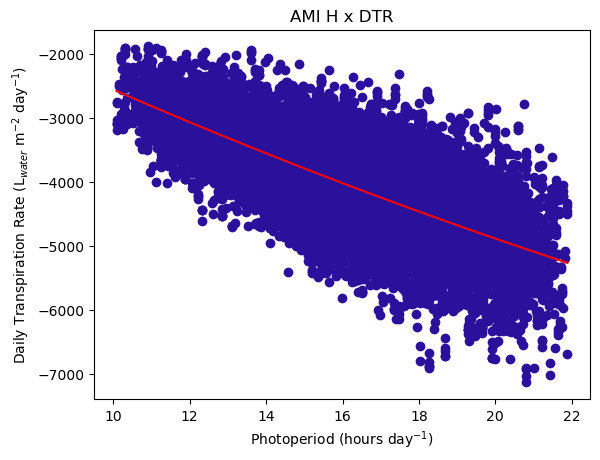 AMI H x DTR
Daily Transpiration Rate (L$_{water}$ m$^{-2}$ day$^{-1}$)
−2000
−3000
−4000
−5000
−6000
−7000
10 12 14 16 18 20 22
Photoperiod (hours day$^{-1}$)